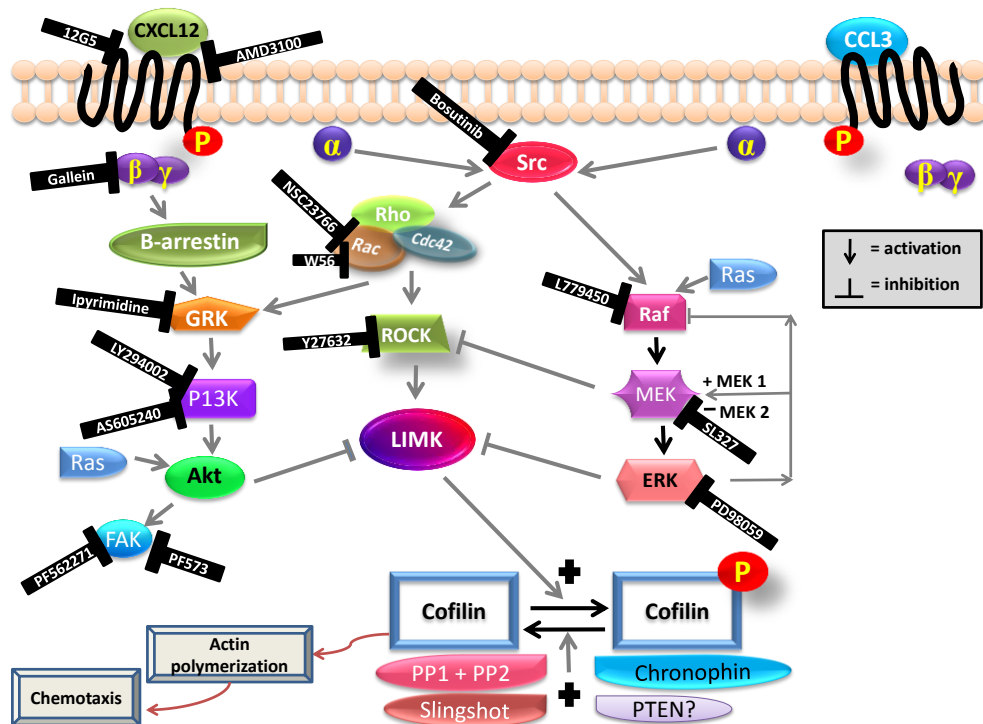 12G5
CXCL12
AMD3100
CCL3
P
Bosutinib
P
α
Src
α
Gallein
β γ
β γ
NSC23766
Rho
Rac
Cdc42
W56
B-arrestin
= activation
= inhibition
Ipyrimidine
GRK
L779450
Ras
Raf
Y27632
ROCK
LY294002
P13K
AS605240
MEK
+ MEK 1
− MEK 2
SL327
LIMK
Ras
Akt
ERK
PD98059
FAK
PF562271
PF573
P
+
Cofilin
Cofilin
Actin
polymerization
PP1 + PP2
Chronophin
Chemotaxis
+
Slingshot
PTEN?